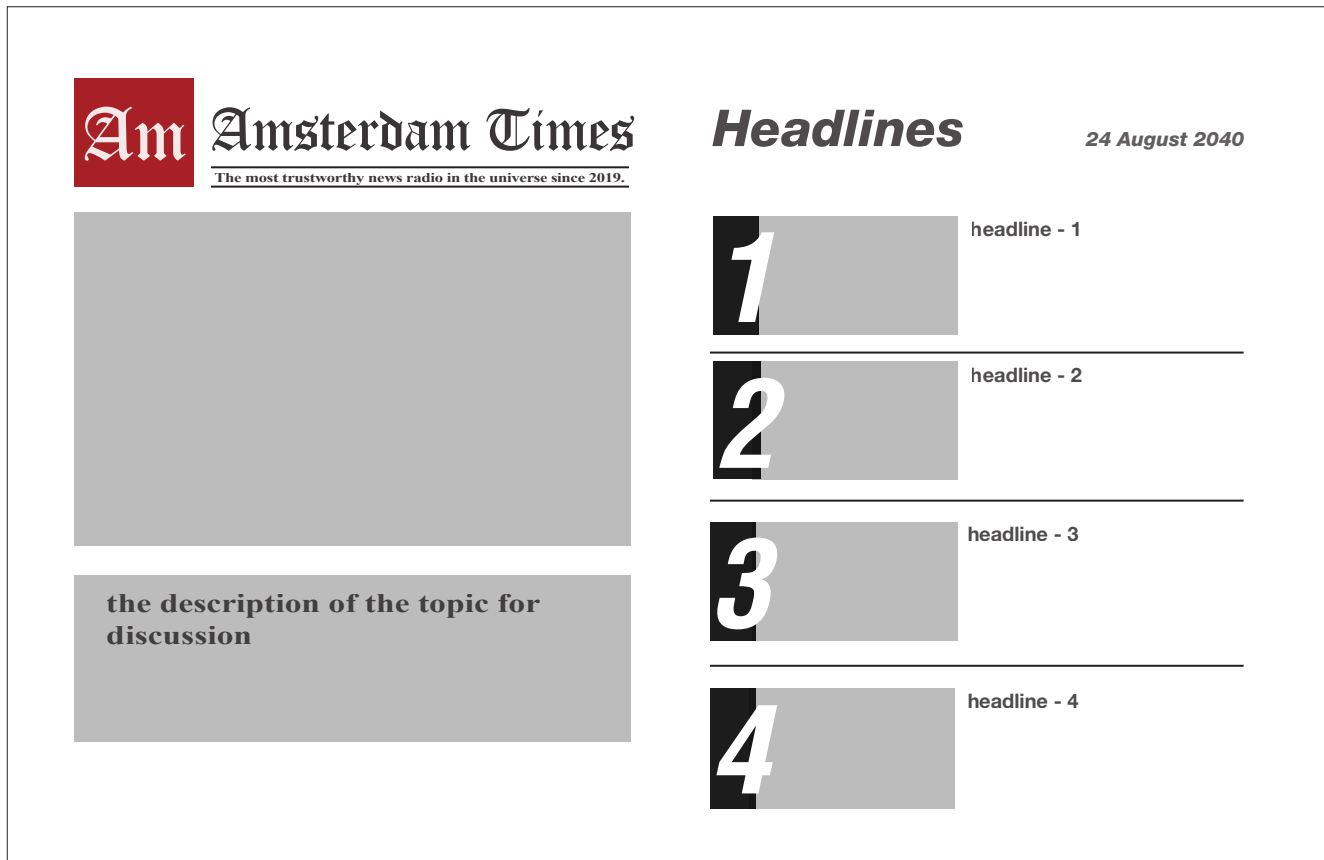 Am
Amsterdam Times
The most trustworthy news radio in the universe since 2019.
the description of the topic for
discussion
Headlines
24 August 2040
1
headline - 1
2
headline - 2
3
headline - 3
4
headline - 4